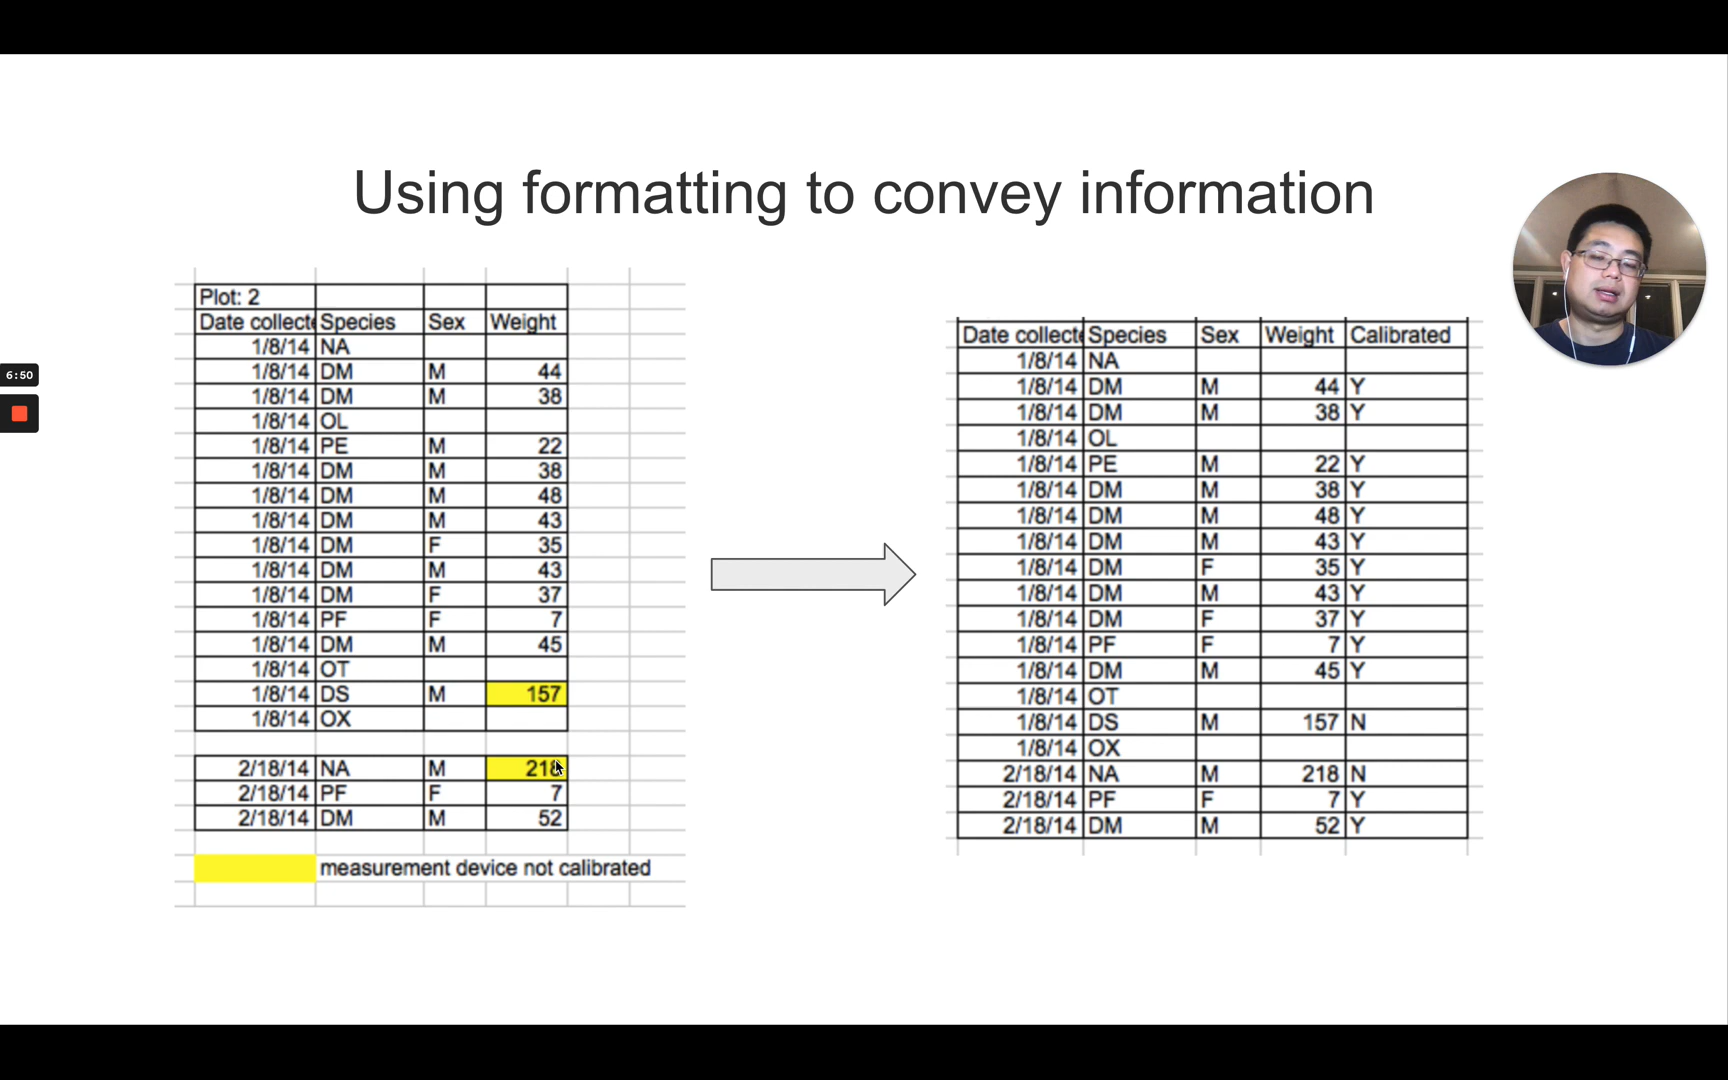 Using formatting to convey information
Plot: 2
Date collecte Species Sex Weight
1/8/14 NA
1/8/14 DM M 44
1/8/14 DM M 38
1/8/14 OL
1/8/14 PE M 22
1/8/14 DM M 38
1/8/14 DM M 48
1/8/14 DM M 43
1/8/14 DM F 35
1/8/14 DM M 43
1/8/14 DM F 37
1/8/14 PF F 7
1/8/14 DM M 45
1/8/14 OT
1/8/14 DS M 157
1/8/14 OX
2/18/14 NA M 218
2/18/14 PF F 7
2/18/14 DM M 52
measurement device not calibrated
Date collecte Species Sex Weight Calibrated
1/8/14 NA
1/8/14 DM M 44 Y
1/8/14 DM M 38 Y
1/8/14 OL
1/8/14 PE M 22 Y
1/8/14 DM M 38 Y
1/8/14 DM M 48 Y
1/8/14 DM M 43 Y
1/8/14 DM F 35 Y
1/8/14 DM M 43 Y
1/8/14 DM F 37 Y
1/8/14 PF F 7 Y
1/8/14 DM M 45 Y
1/8/14 OT
1/8/14 DS M 157 N
1/8/14 OX
2/18/14 NA M 218 N
2/18/14 PF F 7 Y
2/18/14 DM M 52 Y
6:50